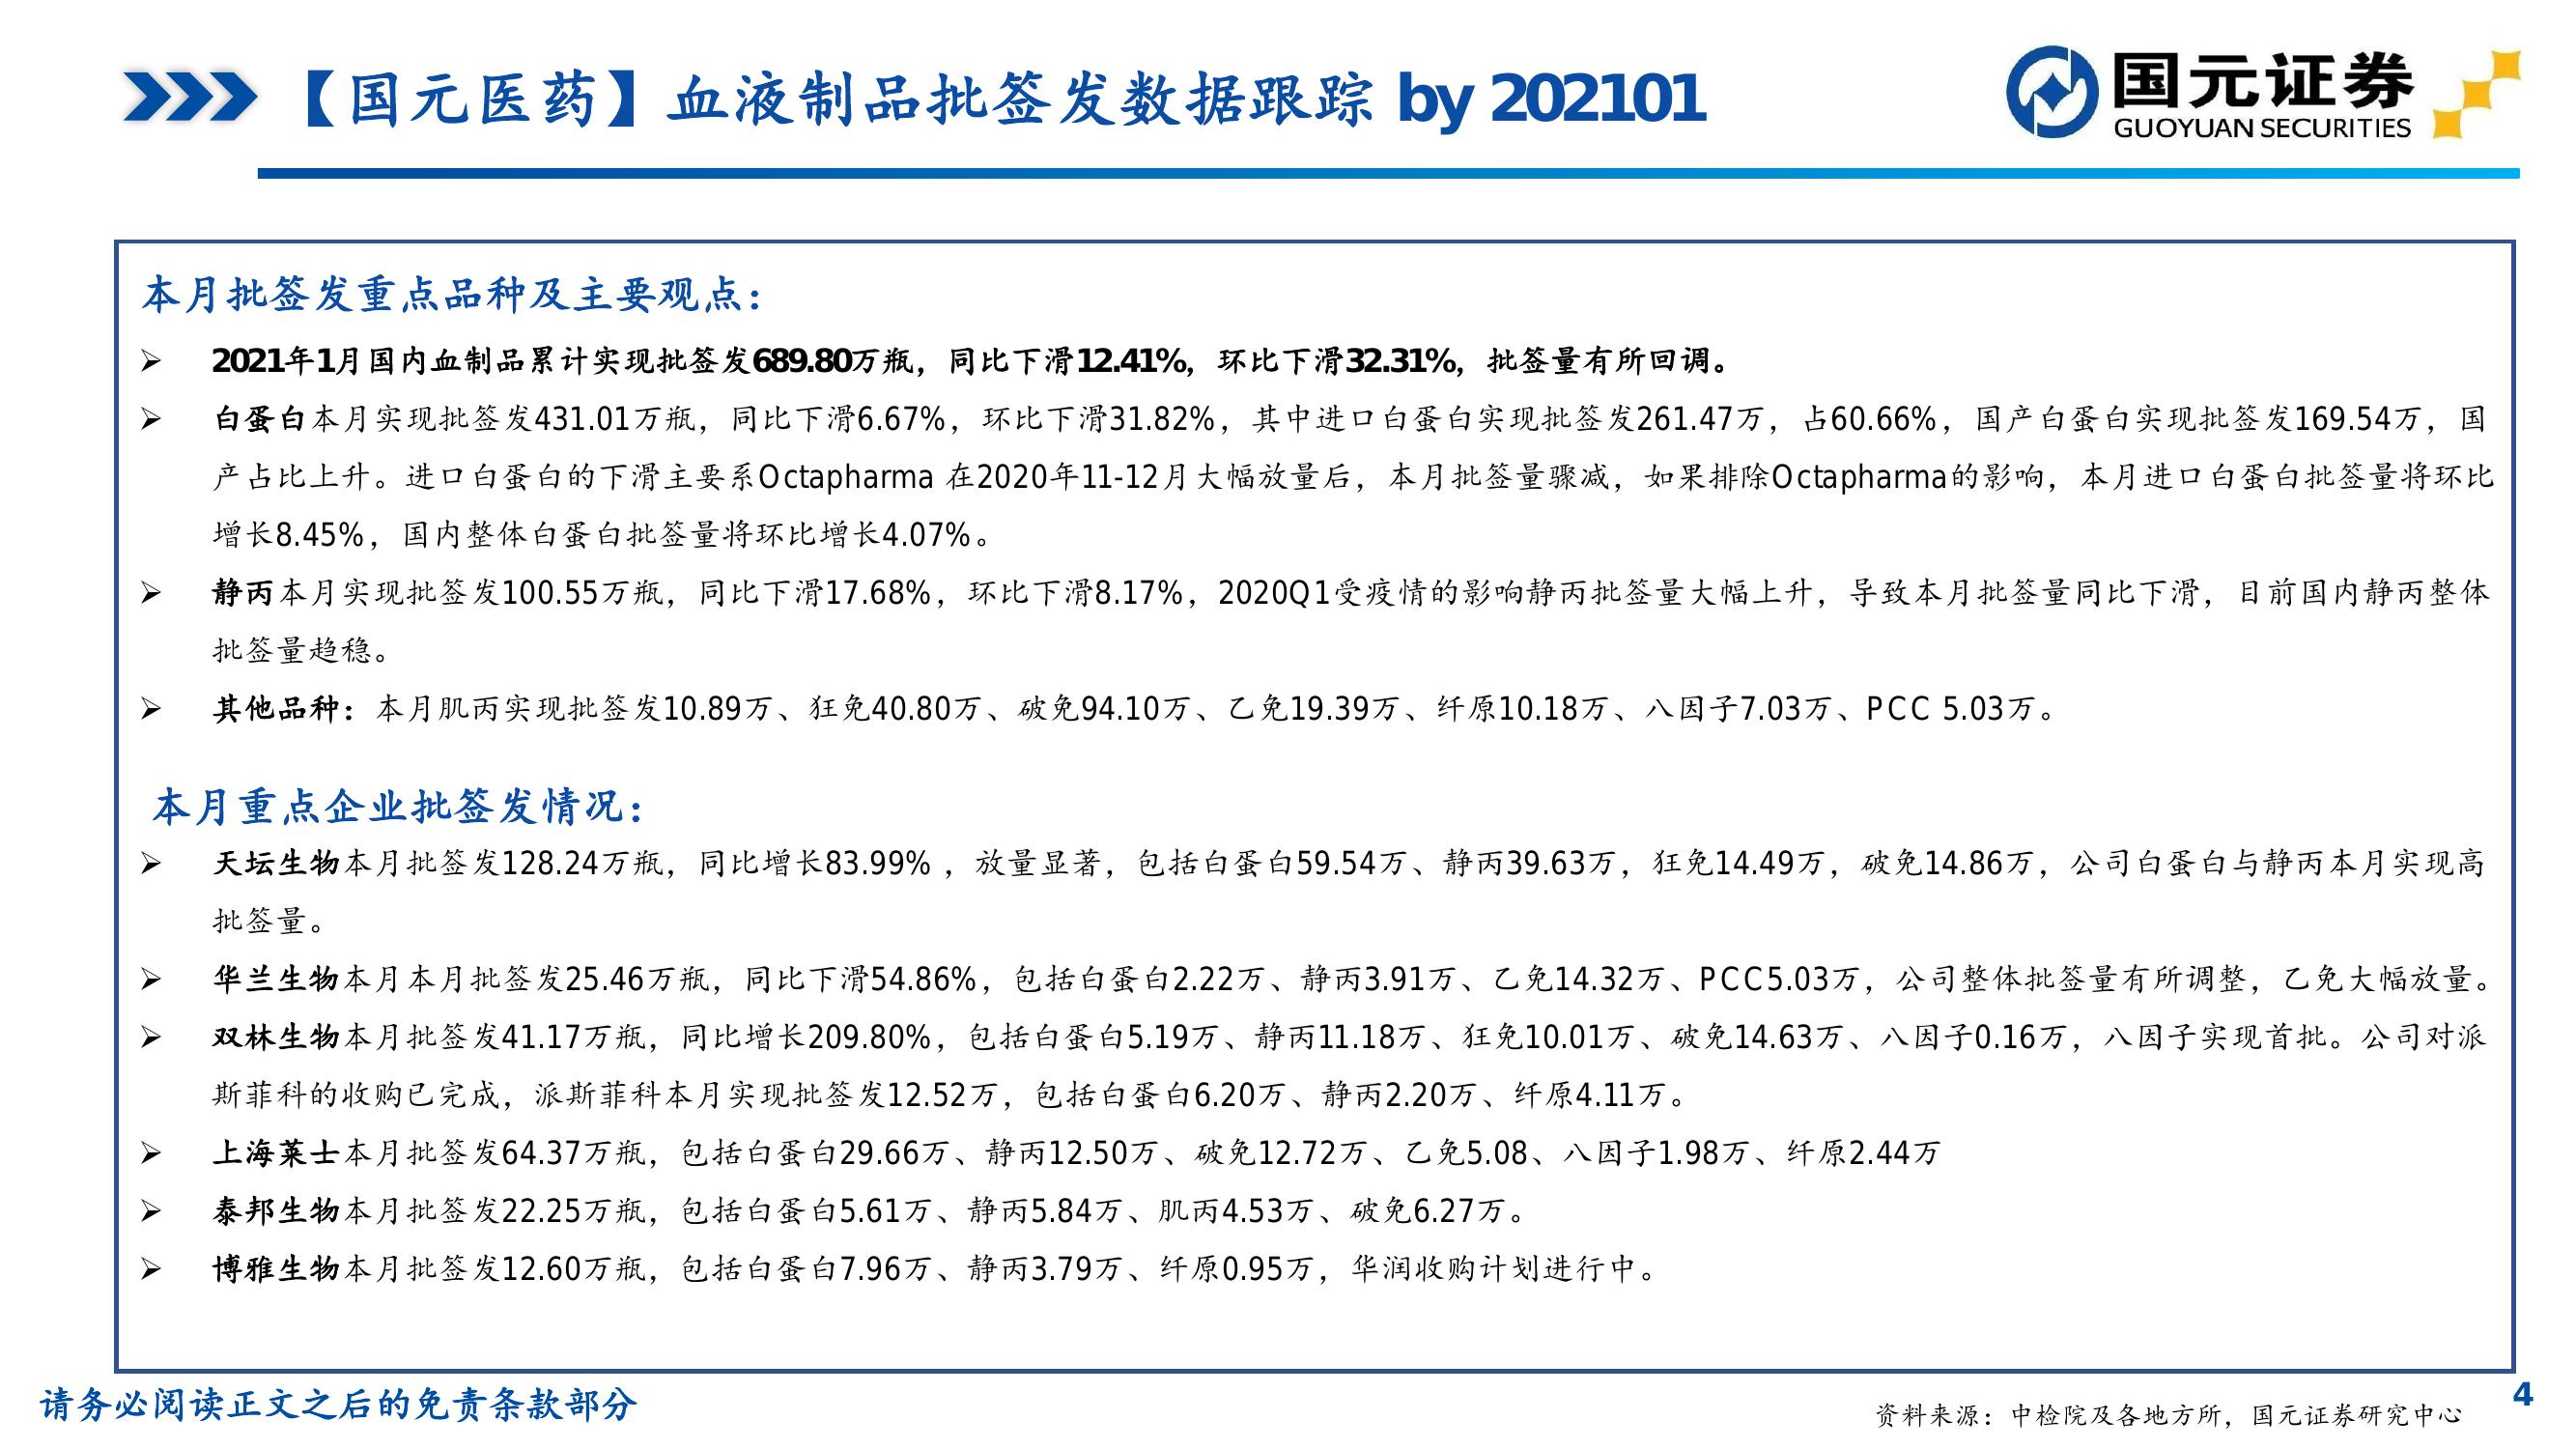 【国元医药】血液制品批签发数据跟踪 by 202101
国元证券
GUOYUAN SECURITIES
本月批签发重点品种及主要观点：
2021年1月国内血制品累计实现批签发689.80万瓶，同比下滑12.41%，环比下滑32.31%，批签量有所回调。
白蛋白本月实现批签发431.01万瓶，同比下滑6.67%，环比下滑31.82%，其中进口白蛋白实现批签发261.47万，占60.66%，国产白蛋白实现批签发169.54万，国
产占比上升。进口白蛋白的下滑主要系Octapharma 在2020年11-12月大幅放量后，本月批签量骤减，如果排除Octapharma的影响，本月进口白蛋白批签量将环比
增长8.45%，国内整体白蛋白批签量将环比增长4.07%。
静丙本月实现批签发100.55万瓶，同比下滑17.68%，环比下滑8.17%，2020Q1受疫情的影响静丙批签量大幅上升，导致本月批签量同比下滑，目前国内静丙整体
批签量趋稳。
其他品种：本月肌丙实现批签发10.89万、狂免40.80万、破免94.10万、乙免19.39万、纤原10.18万、八因子7.03万、PCC 5.03万。
本月重点企业批签发情况：
天坛生物本月批签发128.24万瓶，同比增长83.99% ，放量显著，包括白蛋白59.54万、静丙39.63万，狂免14.49万，破免14.86万，公司白蛋白与静丙本月实现高
批签量。
华兰生物本月本月批签发25.46万瓶，同比下滑54.86%，包括白蛋白2.22万、静丙3.91万、乙免14.32万、PCC5.03万，公司整体批签量有所调整，乙免大幅放量。
双林生物本月批签发41.17万瓶，同比增长209.80%，包括白蛋白5.19万、静丙11.18万、狂免10.01万、破免14.63万、八因子0.16万，八因子实现首批。公司对派
斯菲科的收购已完成，派斯菲科本月实现批签发12.52万，包括白蛋白6.20万、静丙2.20万、纤原4.11万。
上海莱士本月批签发64.37万瓶，包括白蛋白29.66万、静丙12.50万、破免12.72万、乙免5.08、八因子1.98万、纤原2.44万
泰邦生物本月批签发22.25万瓶，包括白蛋白5.61万、静丙5.84万、肌丙4.53万、破免6.27万。
博雅生物本月批签发12.60万瓶，包括白蛋白7.96万、静丙3.79万、纤原0.95万，华润收购计划进行中。
请务必阅读正文之后的免责条款部分
资料来源：中检院及各地方所，国元证券研究中心
4